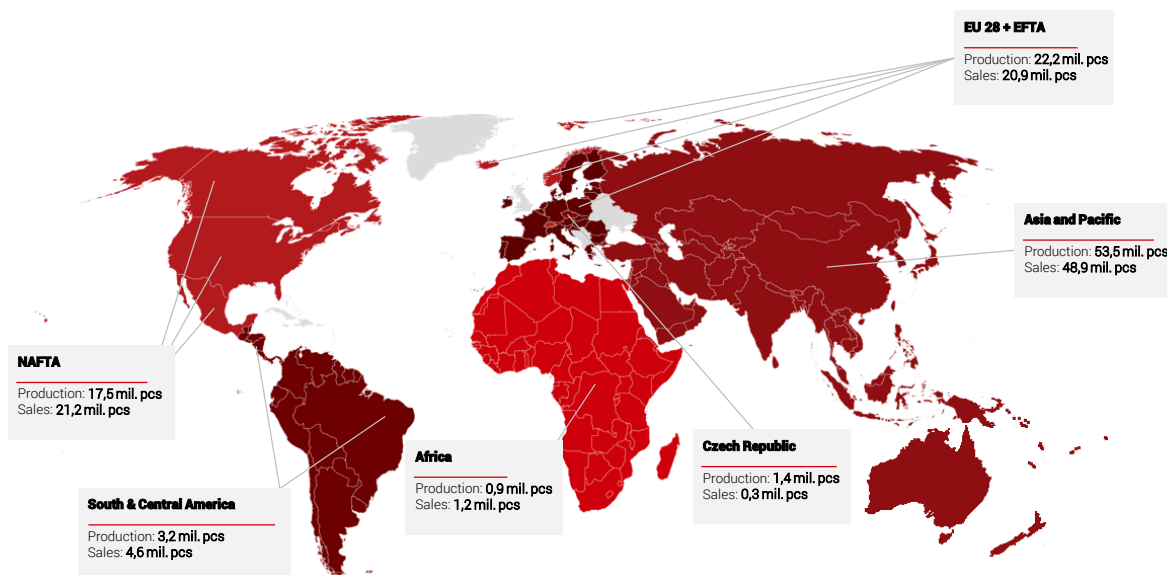 EU 28 + EFTA
Production: 22,2 mil. pcs
Sales: 20,9 mil. pcs
Asia and Pacific
Production: 53,5 mil. pcs
Sales: 48,9 mil. pcs
NAFTA
Production: 17,5 mil. pcs
Sales: 21,2 mil. pcs
Czech Republic
Production: 1,4 mil. pcs
Sales: 0,3 mil. pcs
Africa
Production: 0,9 mil. pcs
Sales: 1,2 mil. pcs
South & Central America
Production: 3,2 mil. pcs
Sales: 4,6 mil. pcs